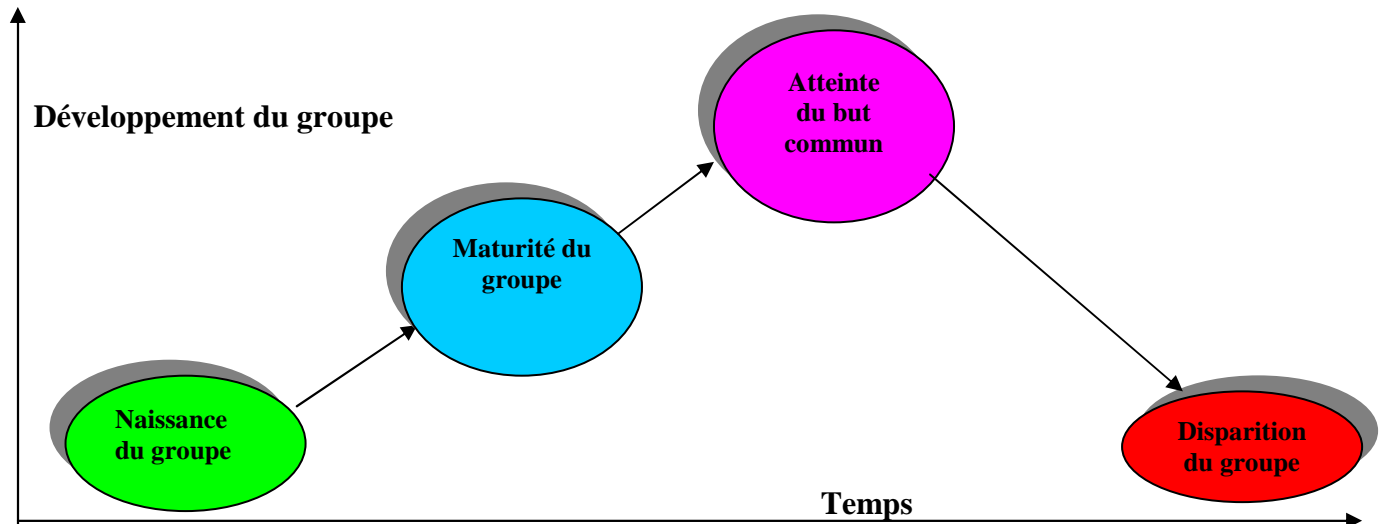 Atteinte
du but
commun
Développement du groupe
Maturité du
groupe
Naissance
du groupe
Disparition
du groupe
Temps